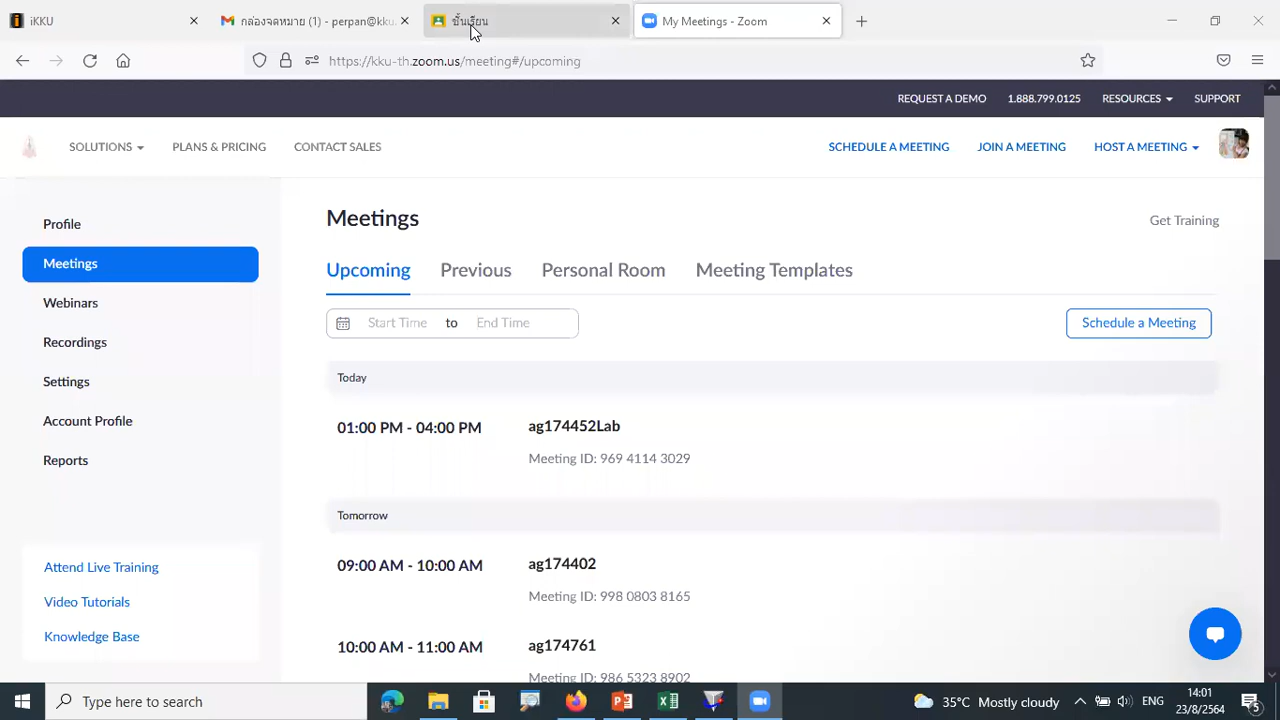 iKKU
กล่องจดหมาย (1) - perpan@kku.
ชั้นเรียน
My Meetings - Zoom
https://kku-th.zoom.us/meeting#/upcoming
REQUEST A DEMO 1.888.799.0125 RESOURCES SUPPORT
SOLUTIONS PLANS & PRICING CONTACT SALES SCHEDULE A MEETING JOIN A MEETING HOST A MEETING
Profile
Meetings
Webinars
Recordings
Settings
Account Profile
Reports
Attend Live Training
Video Tutorials
Knowledge Base
Meetings
Get Training
Upcoming Previous Personal Room Meeting Templates
Start Time to End Time
Schedule a Meeting
Today
01:00 PM - 04:00 PM ag174452Lab
Meeting ID: 969 4114 3029
Tomorrow
09:00 AM - 10:00 AM ag174402
Meeting ID: 998 0803 8165
10:00 AM - 11:00 AM ag174761
Meeting ID: 986 5323 8902
Type here to search
35°C Mostly cloudy
ENG
14:01
23/8/2564
5